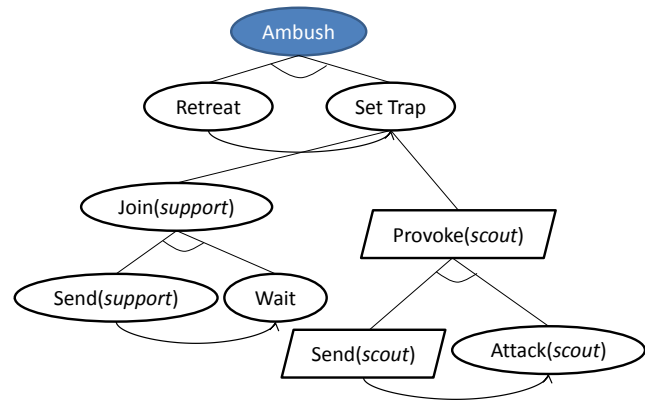 Ambush
Retreat
Set Trap
Join(support)
Provoke(scout)
Send(support)
Wait
Send(scout)
Attack(scout)